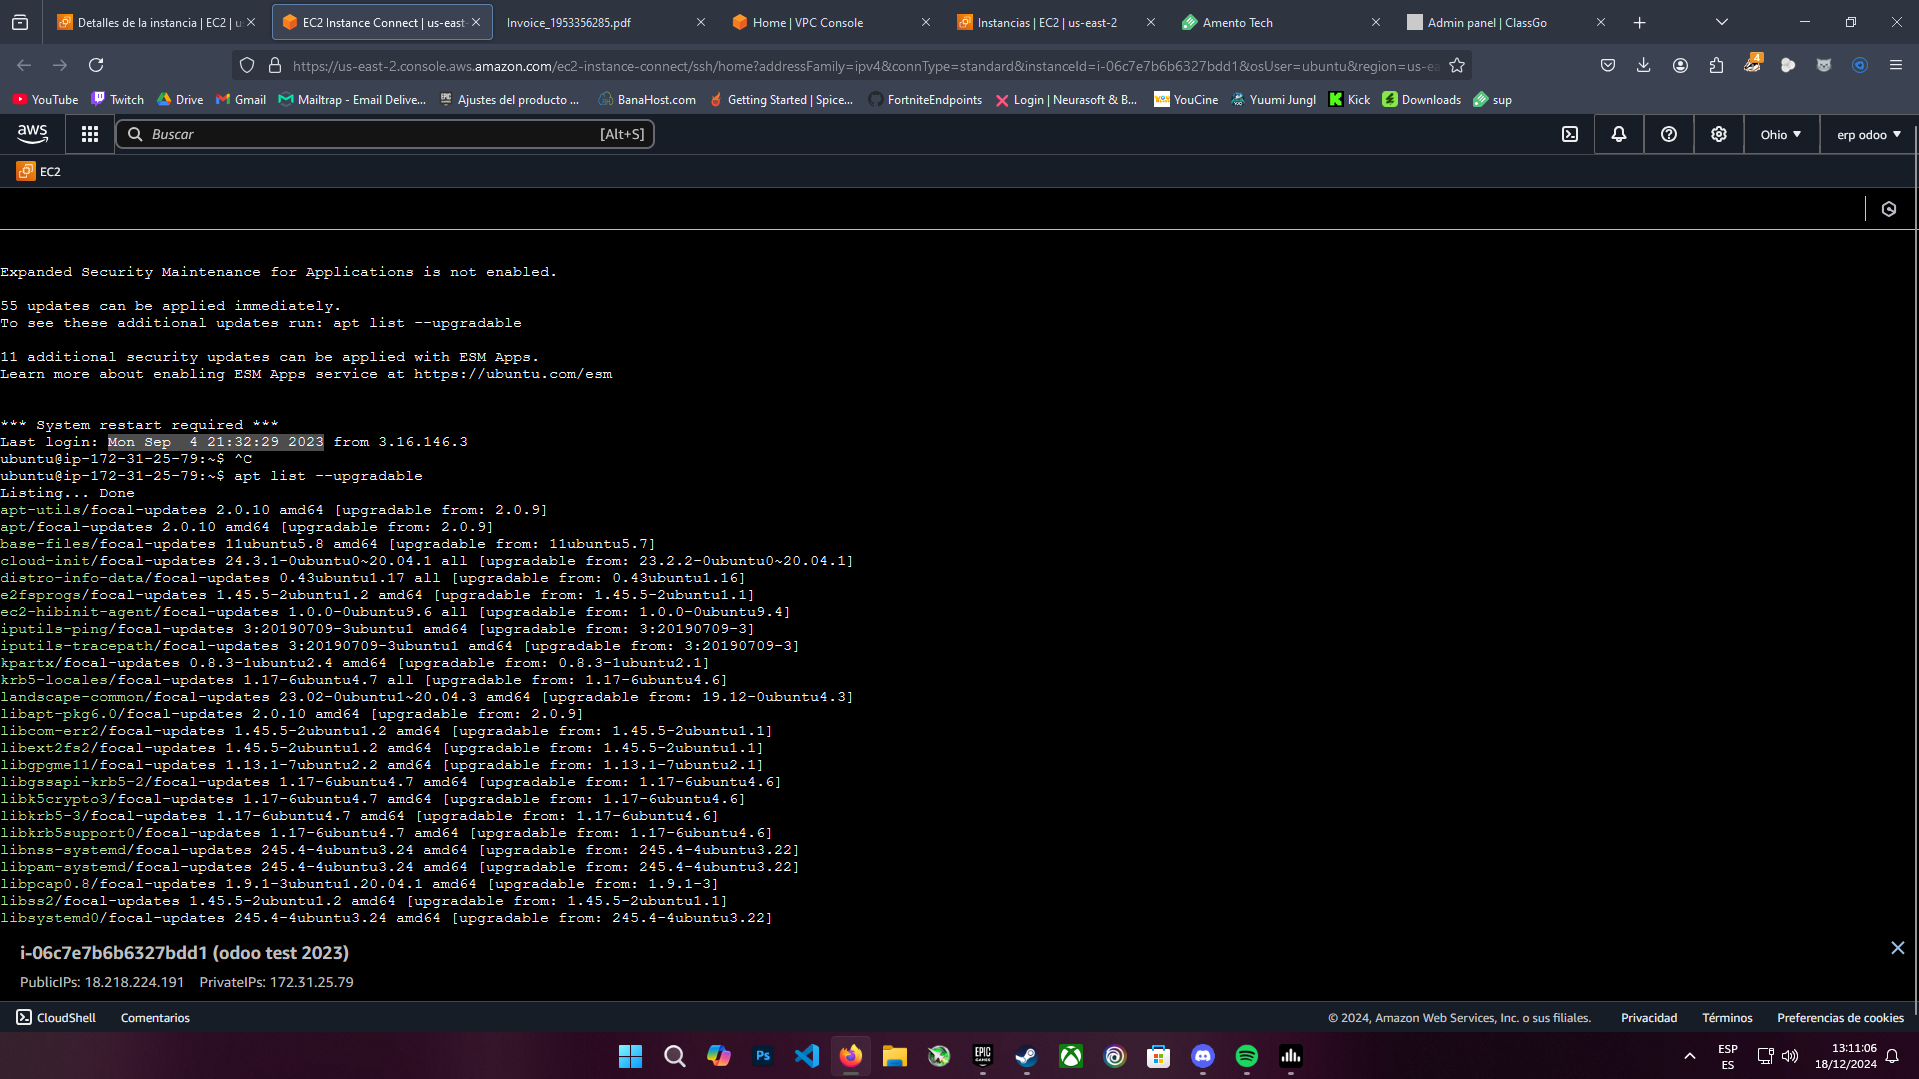 Detalles de la instancia | EC2 | u
EC2 Instance Connect | us-east-
Invoice_1953356285.pdf
Home | VPC Console
Instancias | EC2 | us-east-2
Amento Tech
Admin panel | ClassGo
https://us-east-2.console.aws.amazon.com/ec2-instance-connect/ssh/home?addressFamily=ipv4&connType=standard&instanceId=i-06c7e7b6b6327bdd1&osUser=ubuntu&region=us-ea
4
YouTube
Twitch
Drive
Gmail
Mailtrap - Email Delive...
Ajustes del producto ...
BanaHost.com
Getting Started | Spice...
FortniteEndpoints
Login | Neurasoft & B...
YouCine
Yuumi Jungl
Kick
Downloads
sup
aws
Buscar
[Alt+S]
Ohio
erp odoo
EC2
Expanded Security Maintenance for Applications is not enabled.
55 updates can be applied immediately.
To see these additional updates run: apt list --upgradable
11 additional security updates can be applied with ESM Apps.
Learn more about enabling ESM Apps service at https://ubuntu.com/esm
*** System restart required ***
Last login: Mon Sep  4 21:32:29 2023 from 3.16.146.3
ubuntu@ip-172-31-25-79:~$ ^C
ubuntu@ip-172-31-25-79:~$ apt list --upgradable
Listing... Done
apt-utils/focal-updates 2.0.10 amd64 [upgradable from: 2.0.9]
apt/focal-updates 2.0.10 amd64 [upgradable from: 2.0.9]
base-files/focal-updates 11ubuntu5.8 amd64 [upgradable from: 11ubuntu5.7]
cloud-init/focal-updates 24.3.1-0ubuntu0~20.04.1 all [upgradable from: 23.2.2-0ubuntu0~20.04.1]
distro-info-data/focal-updates 0.43ubuntu1.17 all [upgradable from: 0.43ubuntu1.16]
e2fsprogs/focal-updates 1.45.5-2ubuntu1.2 amd64 [upgradable from: 1.45.5-2ubuntu1.1]
ec2-hibinit-agent/focal-updates 1.0.0-0ubuntu9.6 all [upgradable from: 1.0.0-0ubuntu9.4]
iputils-ping/focal-updates 3:20190709-3ubuntu1 amd64 [upgradable from: 3:20190709-3]
iputils-tracepath/focal-updates 3:20190709-3ubuntu1 amd64 [upgradable from: 3:20190709-3]
kpartx/focal-updates 0.8.3-1ubuntu2.4 amd64 [upgradable from: 0.8.3-1ubuntu2.1]
krb5-locales/focal-updates 1.17-6ubuntu4.7 all [upgradable from: 1.17-6ubuntu4.6]
landscape-common/focal-updates 23.02-0ubuntu1~20.04.3 amd64 [upgradable from: 19.12-0ubuntu4.3]
libapt-pkg6.0/focal-updates 2.0.10 amd64 [upgradable from: 2.0.9]
libcom-err2/focal-updates 1.45.5-2ubuntu1.2 amd64 [upgradable from: 1.45.5-2ubuntu1.1]
libext2fs2/focal-updates 1.45.5-2ubuntu1.2 amd64 [upgradable from: 1.45.5-2ubuntu1.1]
libgpgme11/focal-updates 1.13.1-7ubuntu2.2 amd64 [upgradable from: 1.13.1-7ubuntu2.1]
libgssapi-krb5-2/focal-updates 1.17-6ubuntu4.7 amd64 [upgradable from: 1.17-6ubuntu4.6]
libk5crypto3/focal-updates 1.17-6ubuntu4.7 amd64 [upgradable from: 1.17-6ubuntu4.6]
libkrb5-3/focal-updates 1.17-6ubuntu4.7 amd64 [upgradable from: 1.17-6ubuntu4.6]
libkrb5support0/focal-updates 1.17-6ubuntu4.7 amd64 [upgradable from: 1.17-6ubuntu4.6]
libnss-systemd/focal-updates 245.4-4ubuntu3.24 amd64 [upgradable from: 245.4-4ubuntu3.22]
libpam-systemd/focal-updates 245.4-4ubuntu3.24 amd64 [upgradable from: 245.4-4ubuntu3.22]
libpcap0.8/focal-updates 1.9.1-3ubuntu1.20.04.1 amd64 [upgradable from: 1.9.1-3]
libss2/focal-updates 1.45.5-2ubuntu1.2 amd64 [upgradable from: 1.45.5-2ubuntu1.1]
libsystemd0/focal-updates 245.4-4ubuntu3.24 amd64 [upgradable from: 245.4-4ubuntu3.22]
i-06c7e7b6b6327bdd1 (odoo test 2023)
PublicIPs: 18.218.224.191 PrivateIPs: 172.31.25.79
CloudShell
Comentarios
© 2024, Amazon Web Services, Inc. o sus filiales.
Privacidad
Términos
Preferencias de cookies
Ps
EPIC
ESP
ES
13:11:06
18/12/2024